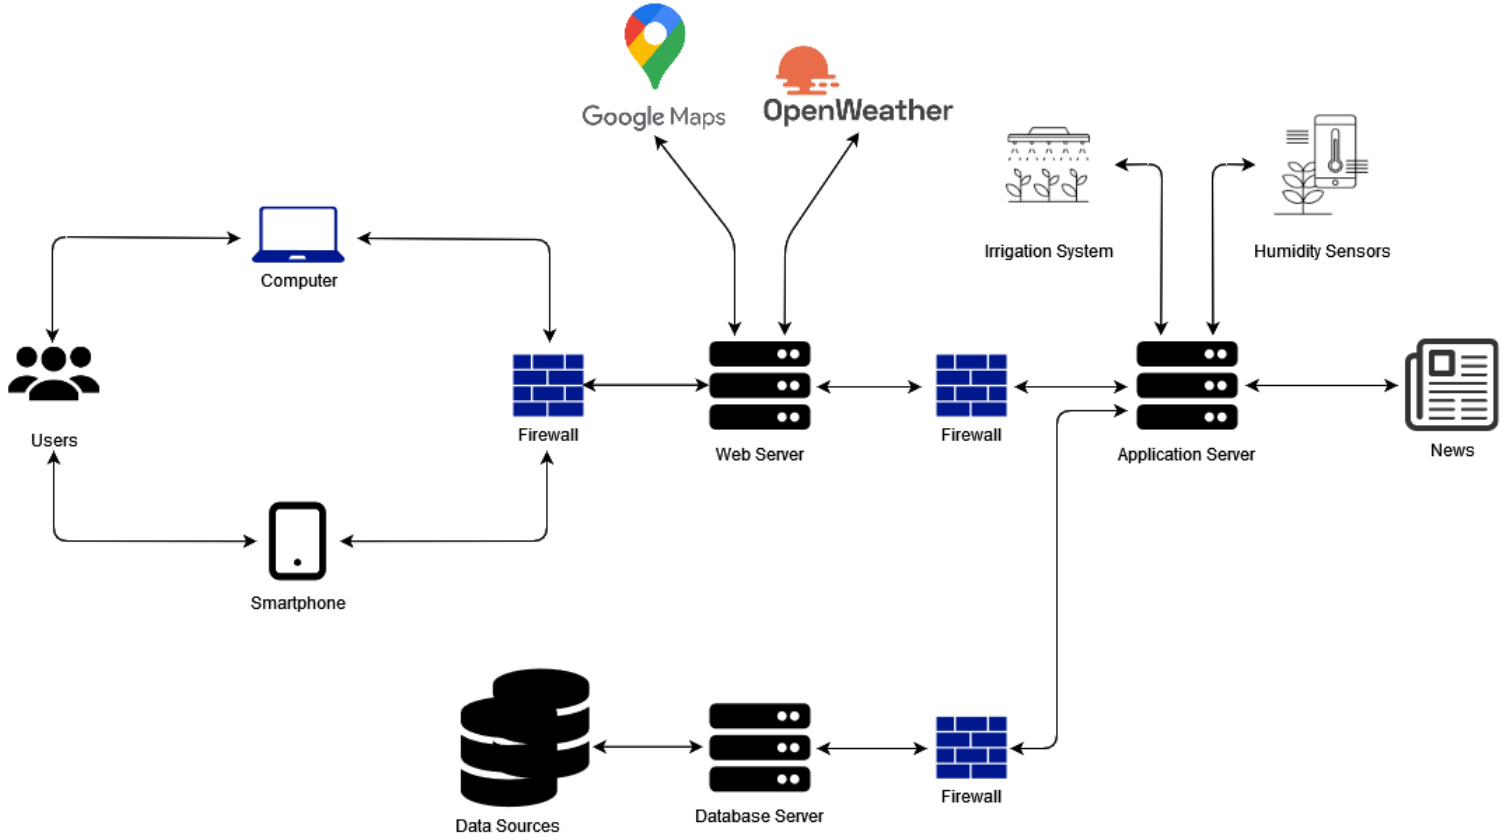 Google Maps
OpenWeather
Irrigation System
Humidity Sensors
Computer
Users
Firewall
Web Server
Firewall
Application Server
News
Smartphone
Data Sources
Database Server
Firewall